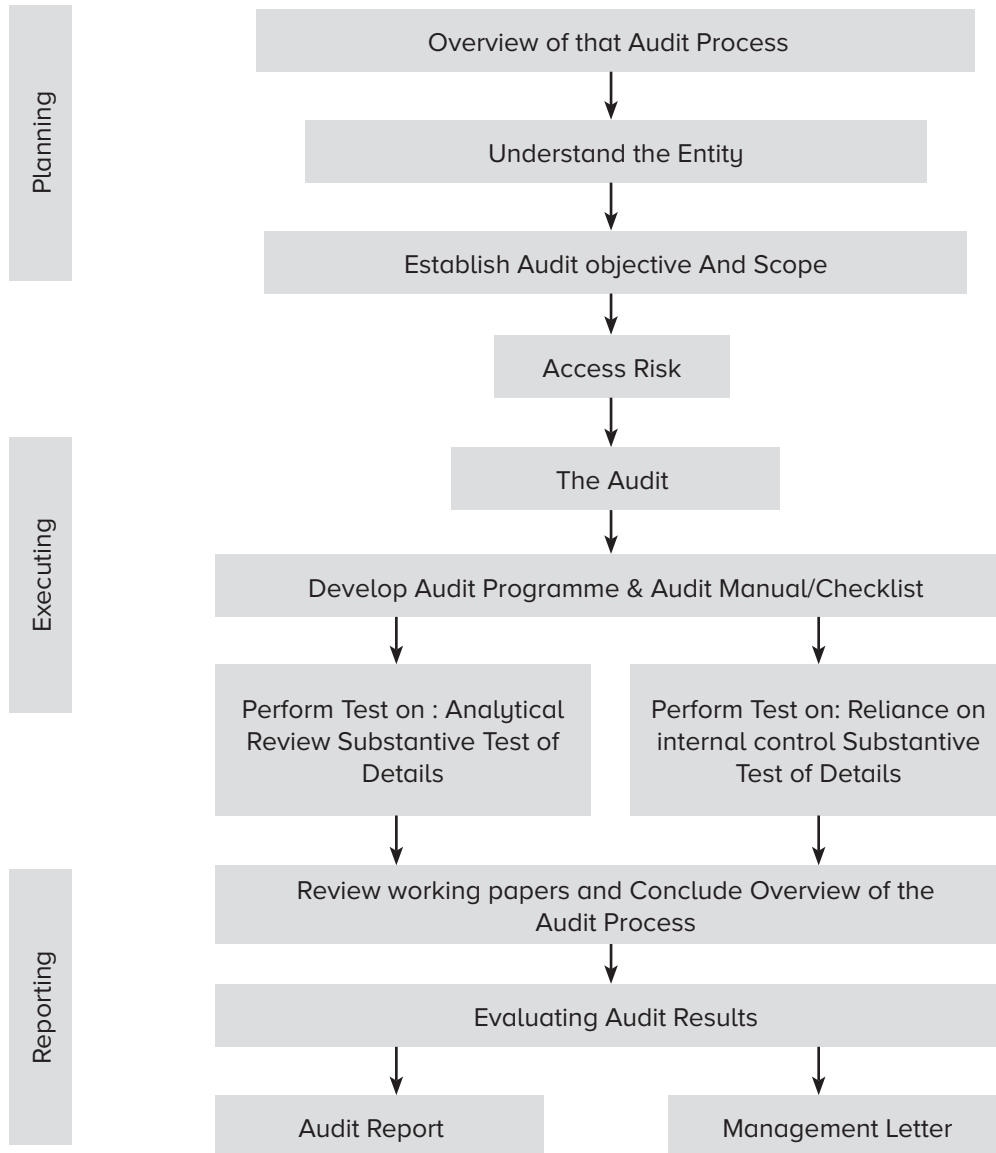 Planning
Overview of that Audit Process
Understand the Entity
Establish Audit objective And Scope
Access Risk
Executing
The Audit
Develop Audit Programme & Audit Manual/Checklist
Perform Test on : Analytical
Review Substantive Test of
Details
Perform Test on: Reliance on
internal control Substantive
Test of Details
Reporting
Review working papers and Conclude Overview of the
Audit Process
Evaluating Audit Results
Audit Report
Management Letter